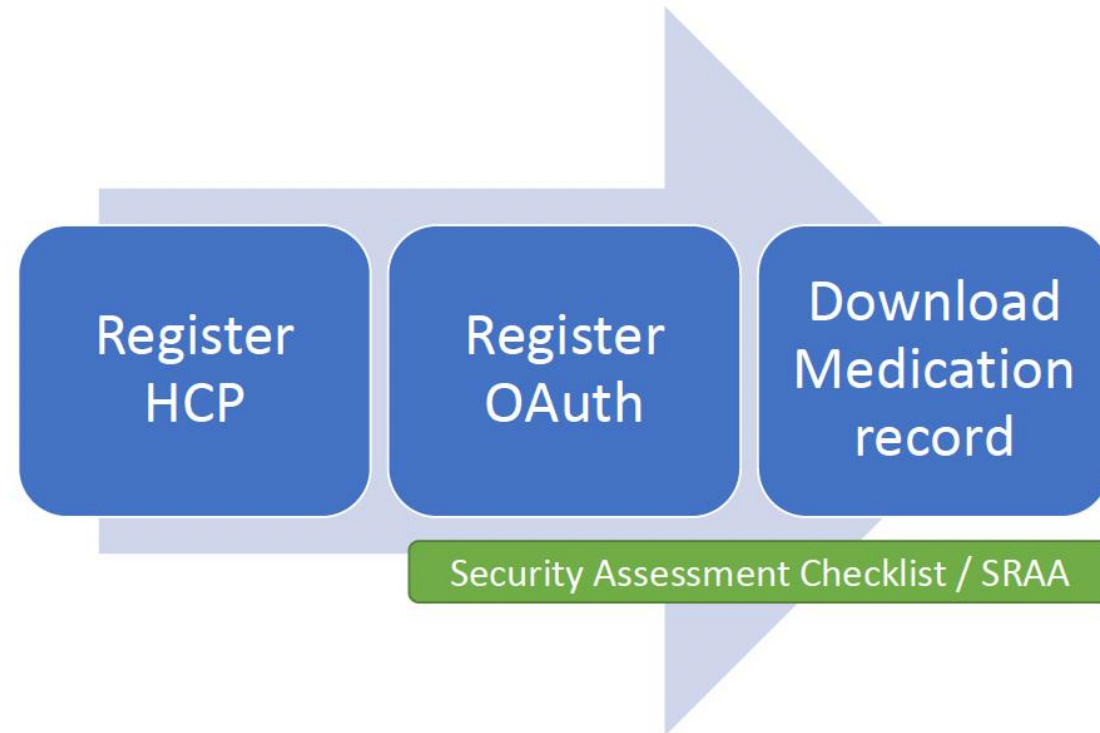 Register
HCP
Register
OAuth
Download
Medication
record
Security Assessment Checklist / SRAA